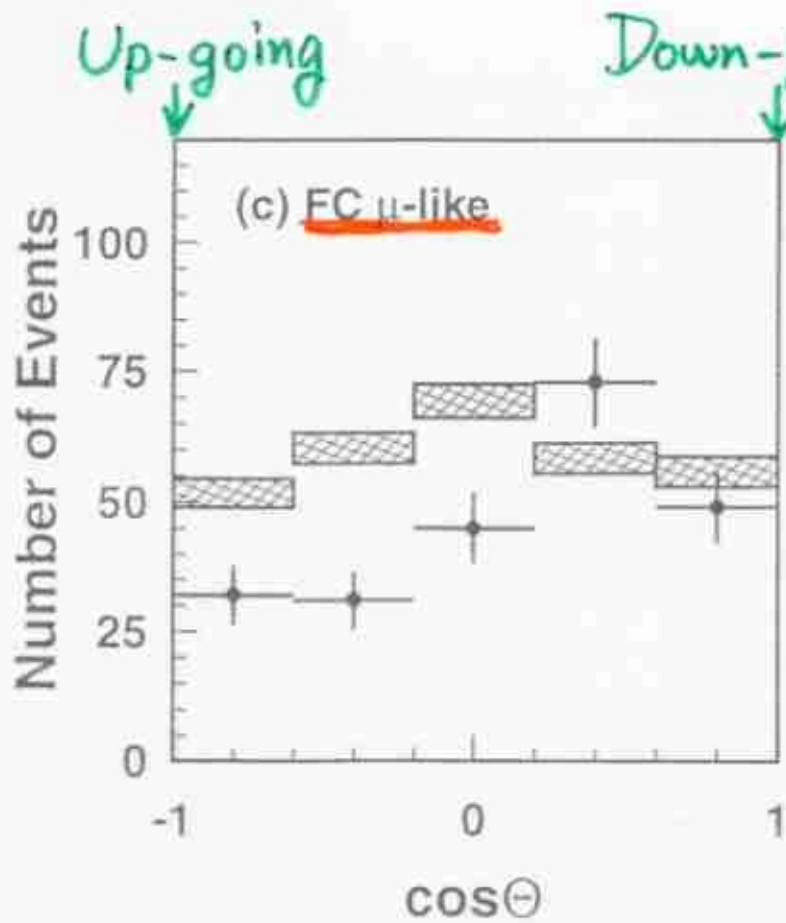 Up-going Down-
(c) FC μ-like
Number of Events
100
75
50
25
0
-1 0 1
cosΘ